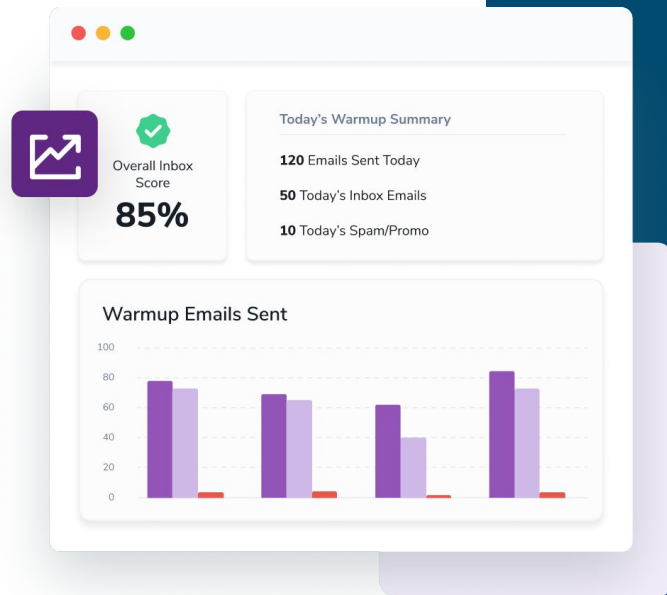 Overall Inbox
Score
85%
Today's Warmup Summary
120 Emails Sent Today
50 Today's Inbox Emails
10 Today's Spam/Promo
Warmup Emails Sent
100
80
60
40
20
0